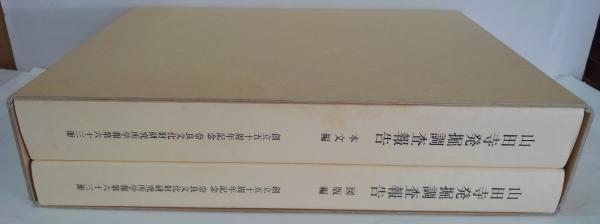 山田寺発掘調査報告
本文編
創立五十周年記念 奈良文化財研究所学報第六十三冊
山田寺発掘調査報告
図版編
創立五十周年記念 奈良文化財研究所学報第六十三冊